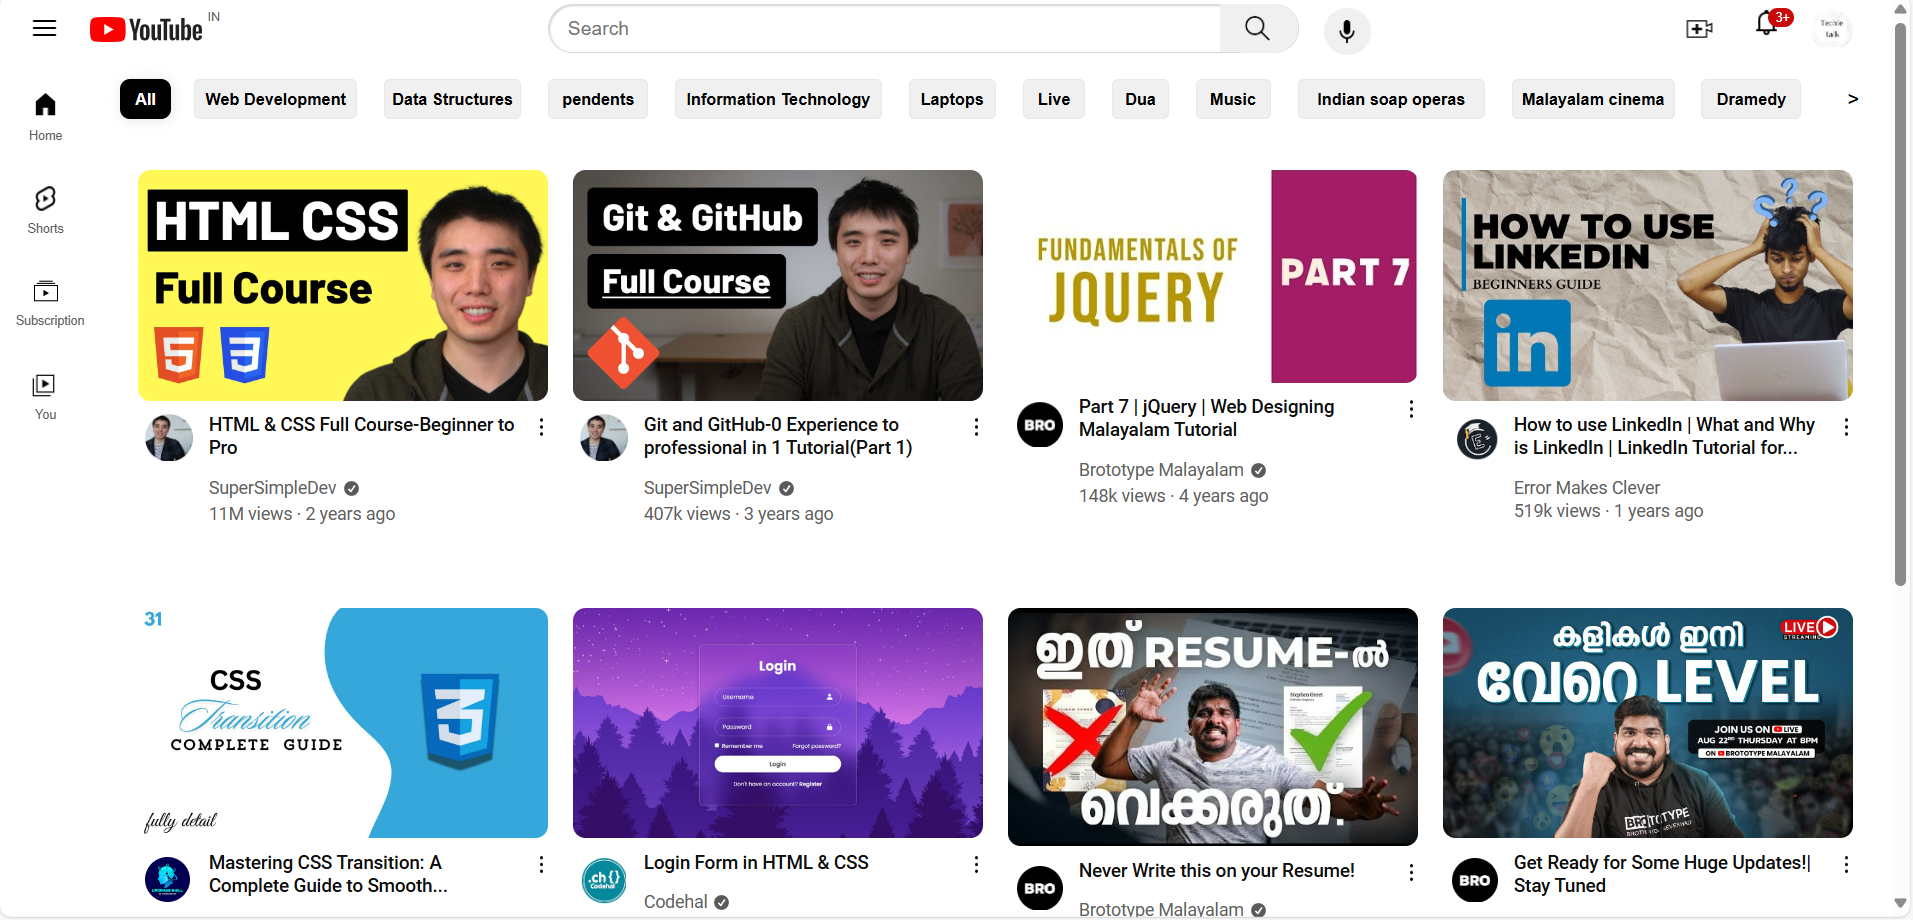 YouTube IN
Search
3+
Techie
talk
All
Web Development
Data Structures
pendents
Information Technology
Laptops
Live
Dua
Music
Indian soap operas
Malayalam cinema
Dramedy
>
Home
Shorts
Subscription
You
HTML CSS
Full Course
5
3
HTML & CSS Full Course-Beginner to
Pro
SuperSimpleDev
11M views · 2 years ago
Git & GitHub
Full Course
Git and GitHub-0 Experience to
professional in 1 Tutorial(Part 1)
SuperSimpleDev
407k views · 3 years ago
FUNDAMENTALS OF
JQUERY
PART 7
BRO
Part 7 | jQuery | Web Designing
Malayalam Tutorial
Brototype Malayalam
148k views · 4 years ago
HOW TO USE
LINKEDIN
BEGINNERS GUIDE
in
How to use LinkedIn | What and Why
is LinkedIn | LinkedIn Tutorial for...
Error Makes Clever
519k views · 1 years ago
31
CSS
Transition
COMPLETE GUIDE
fully detail
3
Mastering CSS Transition: A
Complete Guide to Smooth...
Login
Username
Password
Remember me
Forgot password?
Login
Don't have an account? Register
.ch{}
Codehal
Login Form in HTML & CSS
Codehal
ഇത് RESUME-ൽ
Stephen Greet
വെക്കരുത്.
BRO
Never Write this on your Resume!
Brototype Malayalam
LIVE
STREAMING
കളികൾ ഇനി
വേറെ LEVEL
JOIN US ON LIVE
AUG 22ND THURSDAY AT 8PM
ON BROTOTYPE MALAYALAM
BROTOTYPE
BRO
Get Ready for Some Huge Updates!|
Stay Tuned